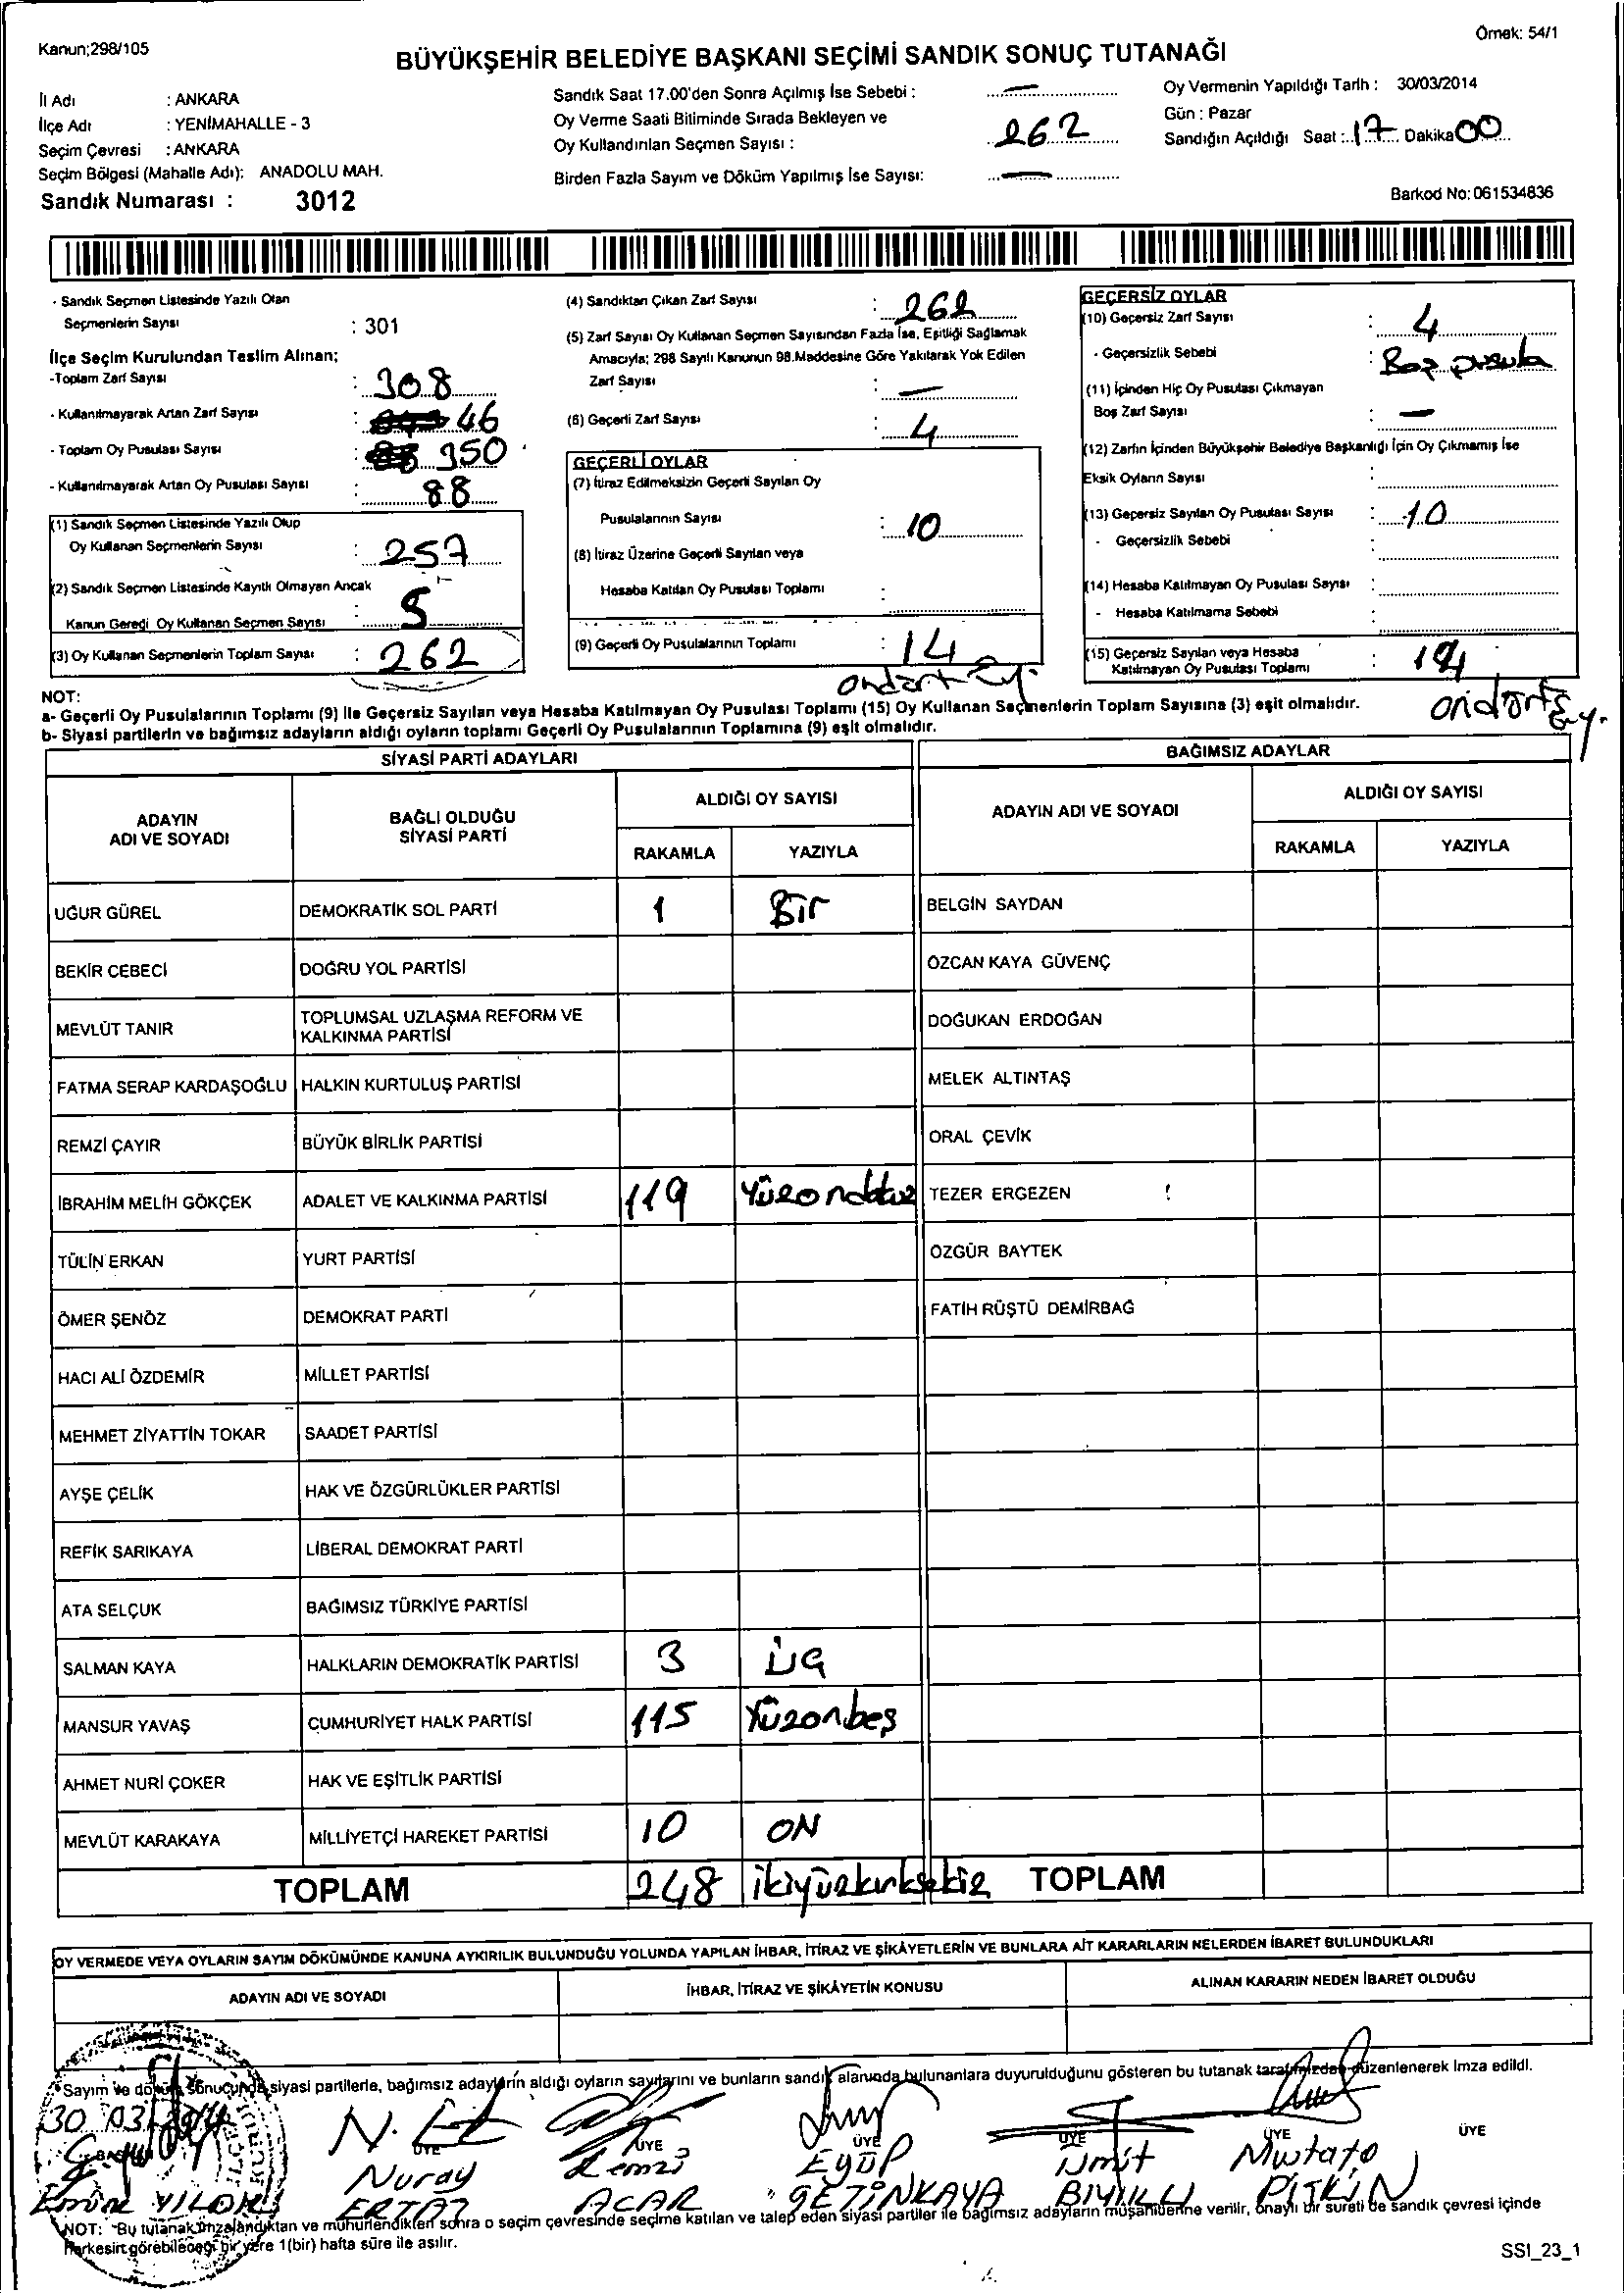 Kanun;298/105
Örnek: 54/1
BÜYÜKŞEHİR BELEDİYE BAŞKANI SEÇİMİ SANDIK SONUÇ TUTANAĞI
İl Adı : ANKARA
İlçe Adı : YENİMAHALLE - 3
Seçim Çevresi : ANKARA
Seçim Bölgesi (Mahalle Adı): ANADOLU MAH.
Sandık Numarası : 3012
Sandık Saat 17.00'den Sonra Açılmış İse Sebebi : —
Oy Verme Saati Bitiminde Sırada Bekleyen ve
Oy Kullandırılan Seçmen Sayısı : 262
Birden Fazla Sayım ve Döküm Yapılmış İse Sayısı: —
Oy Vermenin Yapıldığı Tarih : 30/03/2014
Gün : Pazar
Sandığın Açıldığı Saat : 17 Dakika 00
Barkod No: 061534836
- Sandık Seçmen Listesinde Yazılı Olan
Seçmenlerin Sayısı : 301
İlçe Seçim Kurulundan Teslim Alınan;
-Toplam Zarf Sayısı : 308
- Kullanılmayarak Artan Zarf Sayısı : 46
- Toplam Oy Pusulası Sayısı : 350
- Kullanılmayarak Artan Oy Pusulası Sayısı : 88
(1) Sandık Seçmen Listesinde Yazılı Olup
Oy Kullanan Seçmenlerin Sayısı : 257
(2) Sandık Seçmen Listesinde Kayıtlı Olmayan Ancak
Kanun Gereği Oy Kullanan Seçmen Sayısı : 5
(3) Oy Kullanan Seçmenlerin Toplam Sayısı : 262
(4) Sandıktan Çıkan Zarf Sayısı : 262
(5) Zarf Sayısı Oy Kullanan Seçmen Sayısından Fazla İse, Eşitliği Sağlamak
Amacıyla; 298 Sayılı Kanunun 98.Maddesine Göre Yakılarak Yok Edilen
Zarf Sayısı : —
(6) Geçerli Zarf Sayısı : 4
GEÇERLİ OYLAR
(7) İtiraz Edilmeksizin Geçerli Sayılan Oy
Pusulalarının Sayısı : 10
(8) İtiraz Üzerine Geçerli Sayılan veya
Hesaba Katılan Oy Pusulası Toplamı :
(9) Geçerli Oy Pusulalarının Toplamı : 14
ondört
GEÇERSİZ OYLAR
(10) Geçersiz Zarf Sayısı : 4
- Geçersizlik Sebebi : Boş pusula
(11) İçinden Hiç Oy Pusulası Çıkmayan
Boş Zarf Sayısı : —
(12) Zarfın İçinden Büyükşehir Belediye Başkanlığı İçin Oy Çıkmamış İse
Eksik Oyların Sayısı :
(13) Geçersiz Sayılan Oy Pusulası Sayısı : 10
- Geçersizlik Sebebi :
(14) Hesaba Katılmayan Oy Pusulası Sayısı :
- Hesaba Katılmama Sebebi :
(15) Geçersiz Sayılan veya Hesaba
Katılmayan Oy Pusulası Toplamı : 14
ondört
NOT:
a- Geçerli Oy Pusulalarının Toplamı (9) İle Geçersiz Sayılan veya Hesaba Katılmayan Oy Pusulası Toplamı (15) Oy Kullanan Seçmenlerin Toplam Sayısına (3) eşit olmalıdır.
b- Siyasi partilerin ve bağımsız adayların aldığı oyların toplamı Geçerli Oy Pusulalarının Toplamına (9) eşit olmalıdır.
SİYASİ PARTİ ADAYLARI BAĞIMSIZ ADAYLAR
ADAYIN ADI VE SOYADI BAĞLI OLDUĞU SİYASİ PARTİ ALDIĞI OY SAYISI ADAYIN ADI VE SOYADI ALDIĞI OY SAYISI
RAKAMLA YAZIYLA RAKAMLA YAZIYLA
UĞUR GÜREL DEMOKRATİK SOL PARTİ 1 Bir BELGİN SAYDAN
BEKİR CEBECİ DOĞRU YOL PARTİSİ ÖZCAN KAYA GÜVENÇ
MEVLÜT TANIR TOPLUMSAL UZLAŞMA REFORM VE KALKINMA PARTİSİ DOĞUKAN ERDOĞAN
FATMA SERAP KARDAŞOĞLU HALKIN KURTULUŞ PARTİSİ MELEK ALTINTAŞ
REMZİ ÇAYIR BÜYÜK BİRLİK PARTİSİ ORAL ÇEVİK
İBRAHİM MELİH GÖKÇEK ADALET VE KALKINMA PARTİSİ 119 Yüzondokuz TEZER ERGEZEN
TÜLİN ERKAN YURT PARTİSİ ÖZGÜR BAYTEK
ÖMER ŞENÖZ DEMOKRAT PARTİ FATİH RÜŞTÜ DEMİRBAĞ
HACI ALİ ÖZDEMİR MİLLET PARTİSİ
MEHMET ZİYATTİN TOKAR SAADET PARTİSİ
AYŞE ÇELİK HAK VE ÖZGÜRLÜKLER PARTİSİ
REFİK SARIKAYA LİBERAL DEMOKRAT PARTİ
ATA SELÇUK BAĞIMSIZ TÜRKİYE PARTİSİ
SALMAN KAYA HALKLARIN DEMOKRATİK PARTİSİ 3 Üç
MANSUR YAVAŞ CUMHURİYET HALK PARTİSİ 115 Yüzonbeş
AHMET NURİ ÇOKER HAK VE EŞİTLİK PARTİSİ
MEVLÜT KARAKAYA MİLLİYETÇİ HAREKET PARTİSİ 10 ON
TOPLAM 248 ikiyüzkırksekiz TOPLAM
OY VERMEDE VEYA OYLARIN SAYIM DÖKÜMÜNDE KANUNA AYKIRILIK BULUNDUĞU YOLUNDA YAPILAN İHBAR, İTİRAZ VE ŞİKÂYETLERİN VE BUNLARA AİT KARARLARIN NELERDEN İBARET BULUNDUKLARI
ADAYIN ADI VE SOYADI İHBAR, İTİRAZ VE ŞİKÂYETİN KONUSU ALINAN KARARIN NEDEN İBARET OLDUĞU
Sayım ve döküm sonucunda siyasi partilerle, bağımsız adayların aldığı oyların sayılarını ve bunların sandık alanında bulunanlara duyurulduğunu gösteren bu tutanak tarafımızdan düzenlenerek imza edildi.
30 03 2014
ÜYE ÜYE ÜYE ÜYE ÜYE ÜYE
Nuray Remzi EYÜP Ümit Mustafa
Emine YILDIZ ACAR ÇETİNKAYA BIYIKLI PİŞKİN
NOT: Bu tutanak imzalandıktan ve mühürlendikten sonra o seçim çevresinde seçime katılan ve talep eden siyasi partiler ile bağımsız adayların müşahitlerine verilir, onaylı bir sureti de sandık çevresi içinde
herkesin görebileceği bir yere 1(bir) hafta süre ile asılır.
SSI_23_1